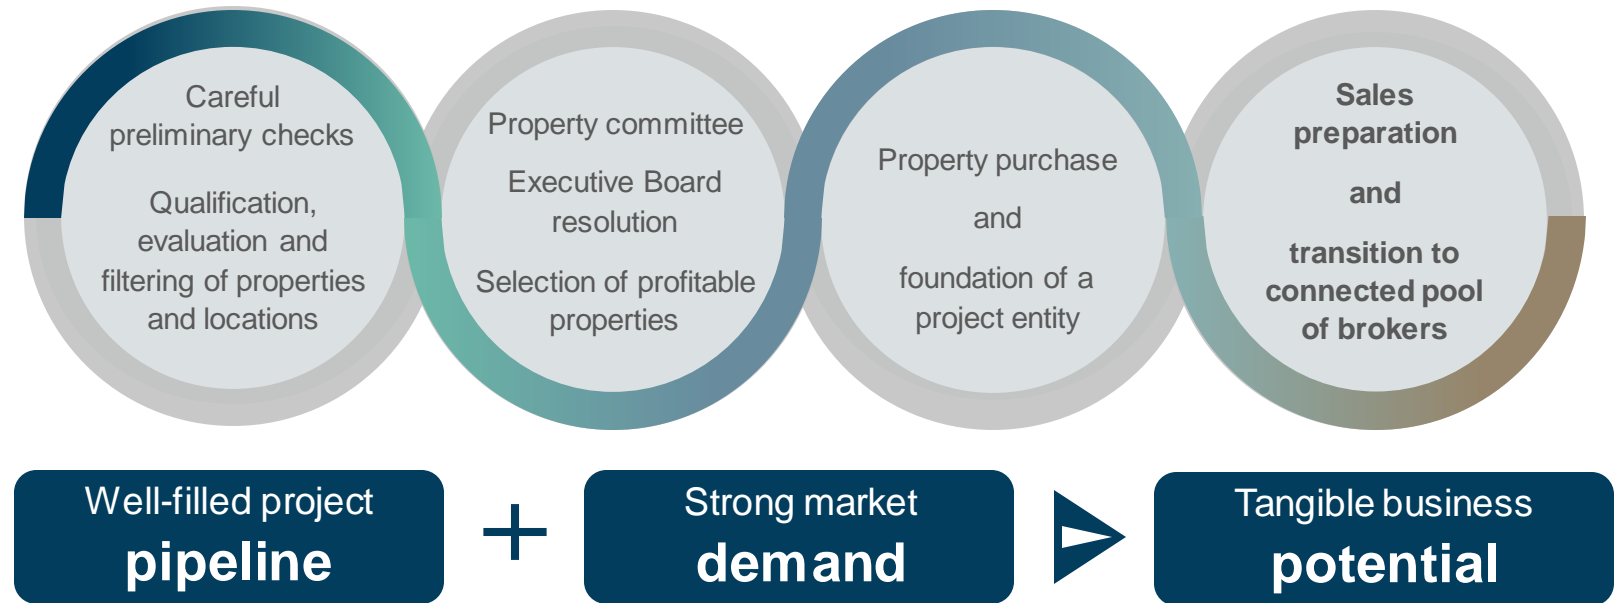 Careful
preliminary checks
Qualification,
evaluation and
filtering of properties
and locations
Property committee
Executive Board
resolution
Selection of profitable
properties
Property purchase
and
foundation of a
project entity
Sales
preparation
and
transition to
connected pool
of brokers
Well-filled project
pipeline
+
Strong market
demand
Tangible business
potential